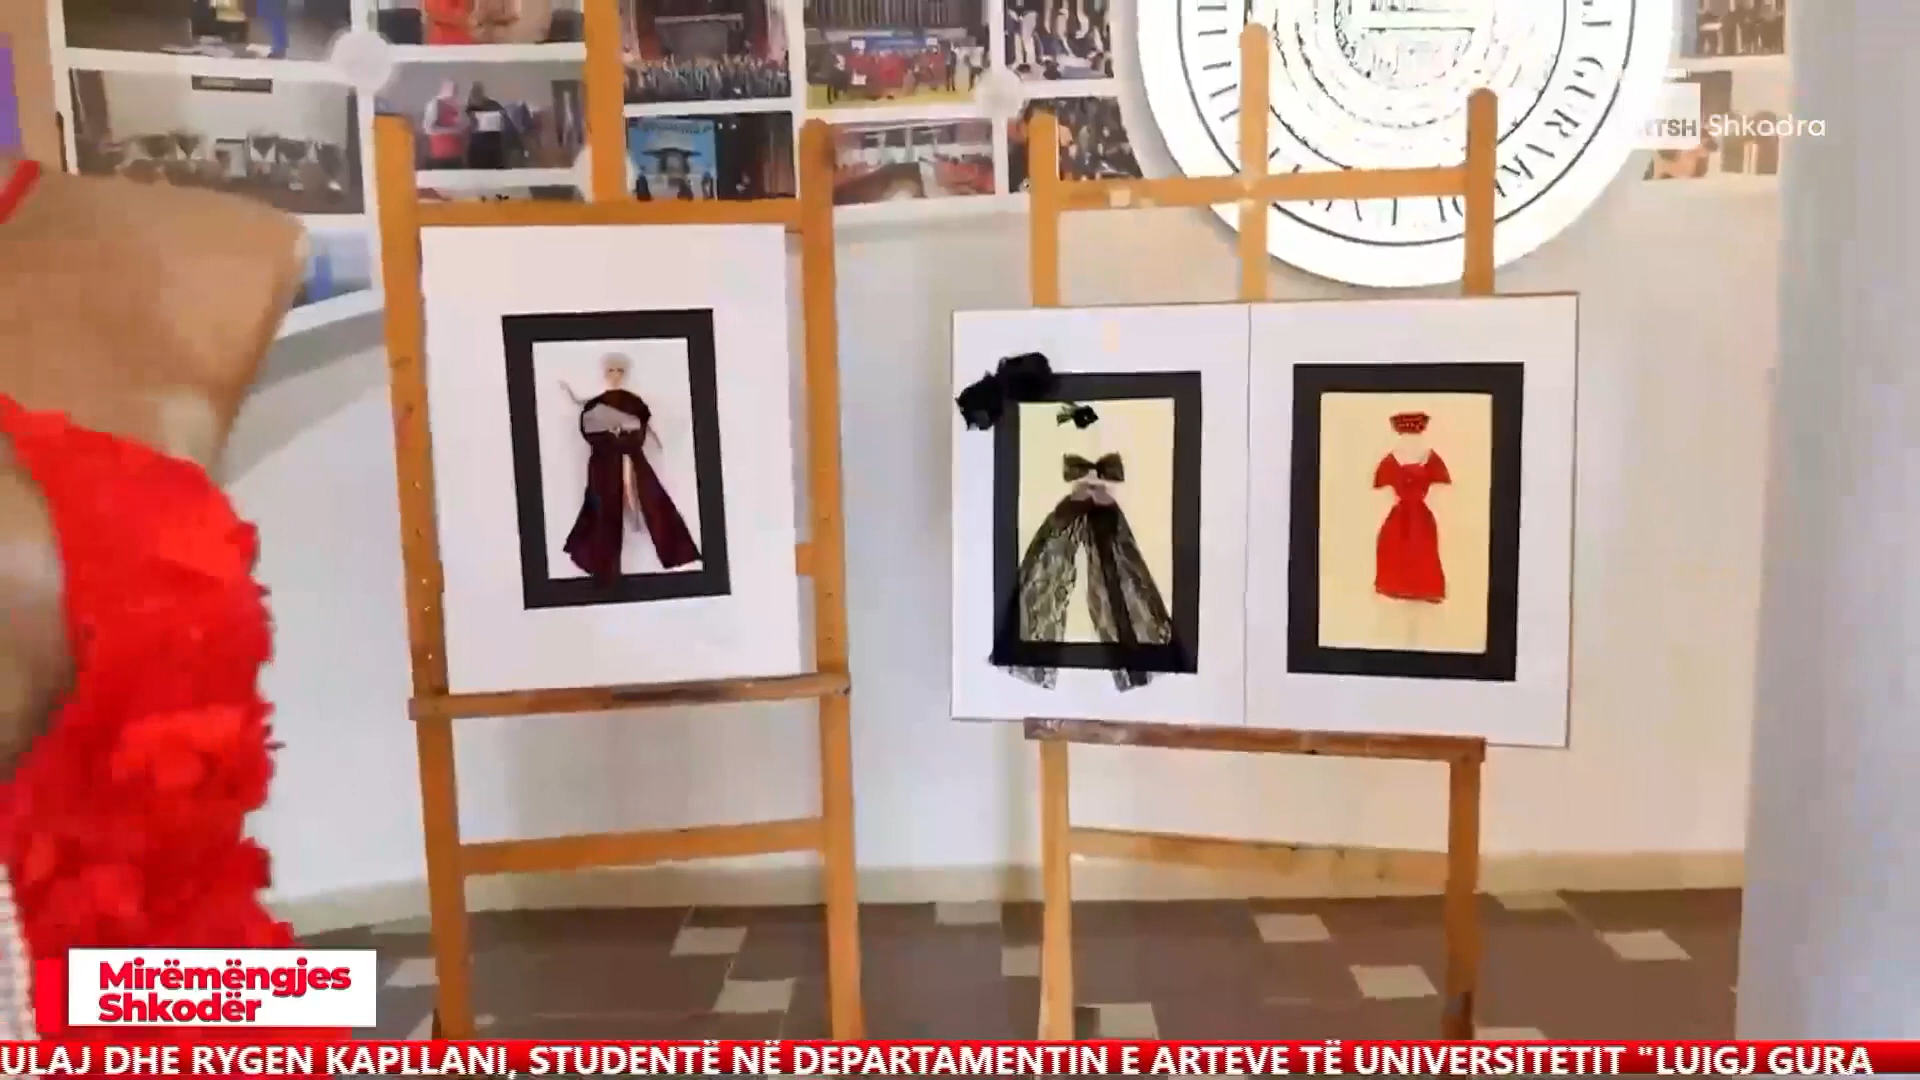 RTSH Shkodra
Mirëmëngjes
Shkodër
ULAJ DHE RYGEN KAPLLANI, STUDENTË NË DEPARTAMENTIN E ARTEVE TË UNIVERSITETIT "LUIGJ GURA